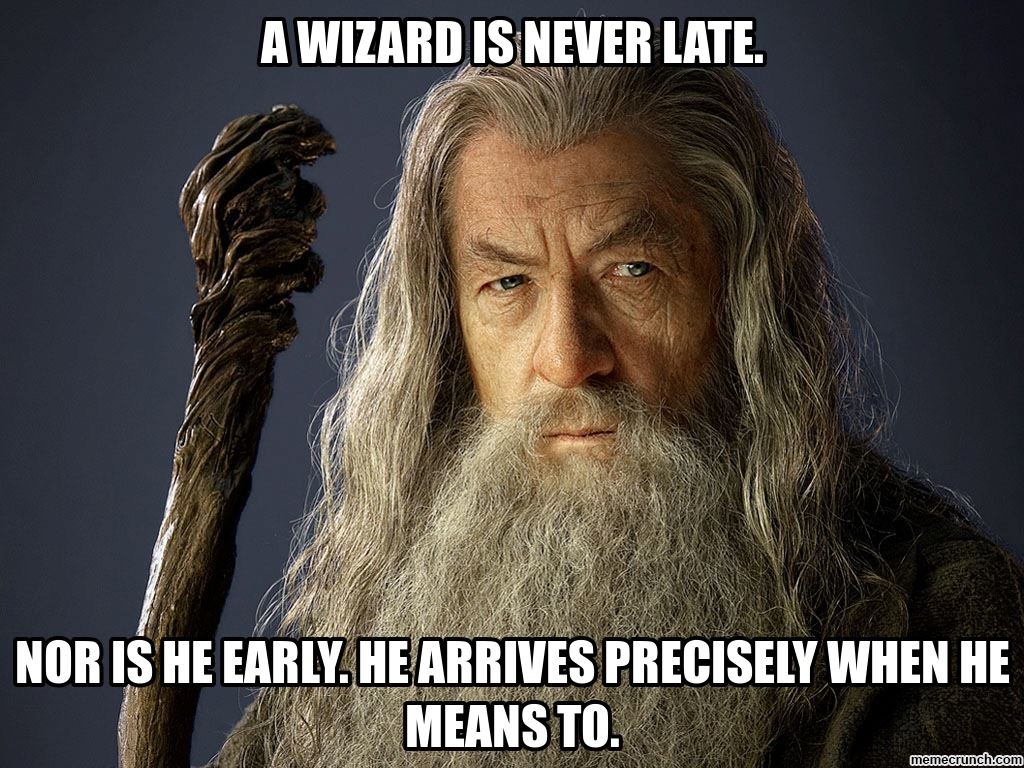 A WIZARD IS NEVER LATE.
NOR IS HE EARLY. HE ARRIVES PRECISELY WHEN HE
MEANS TO.
memecrunch.com